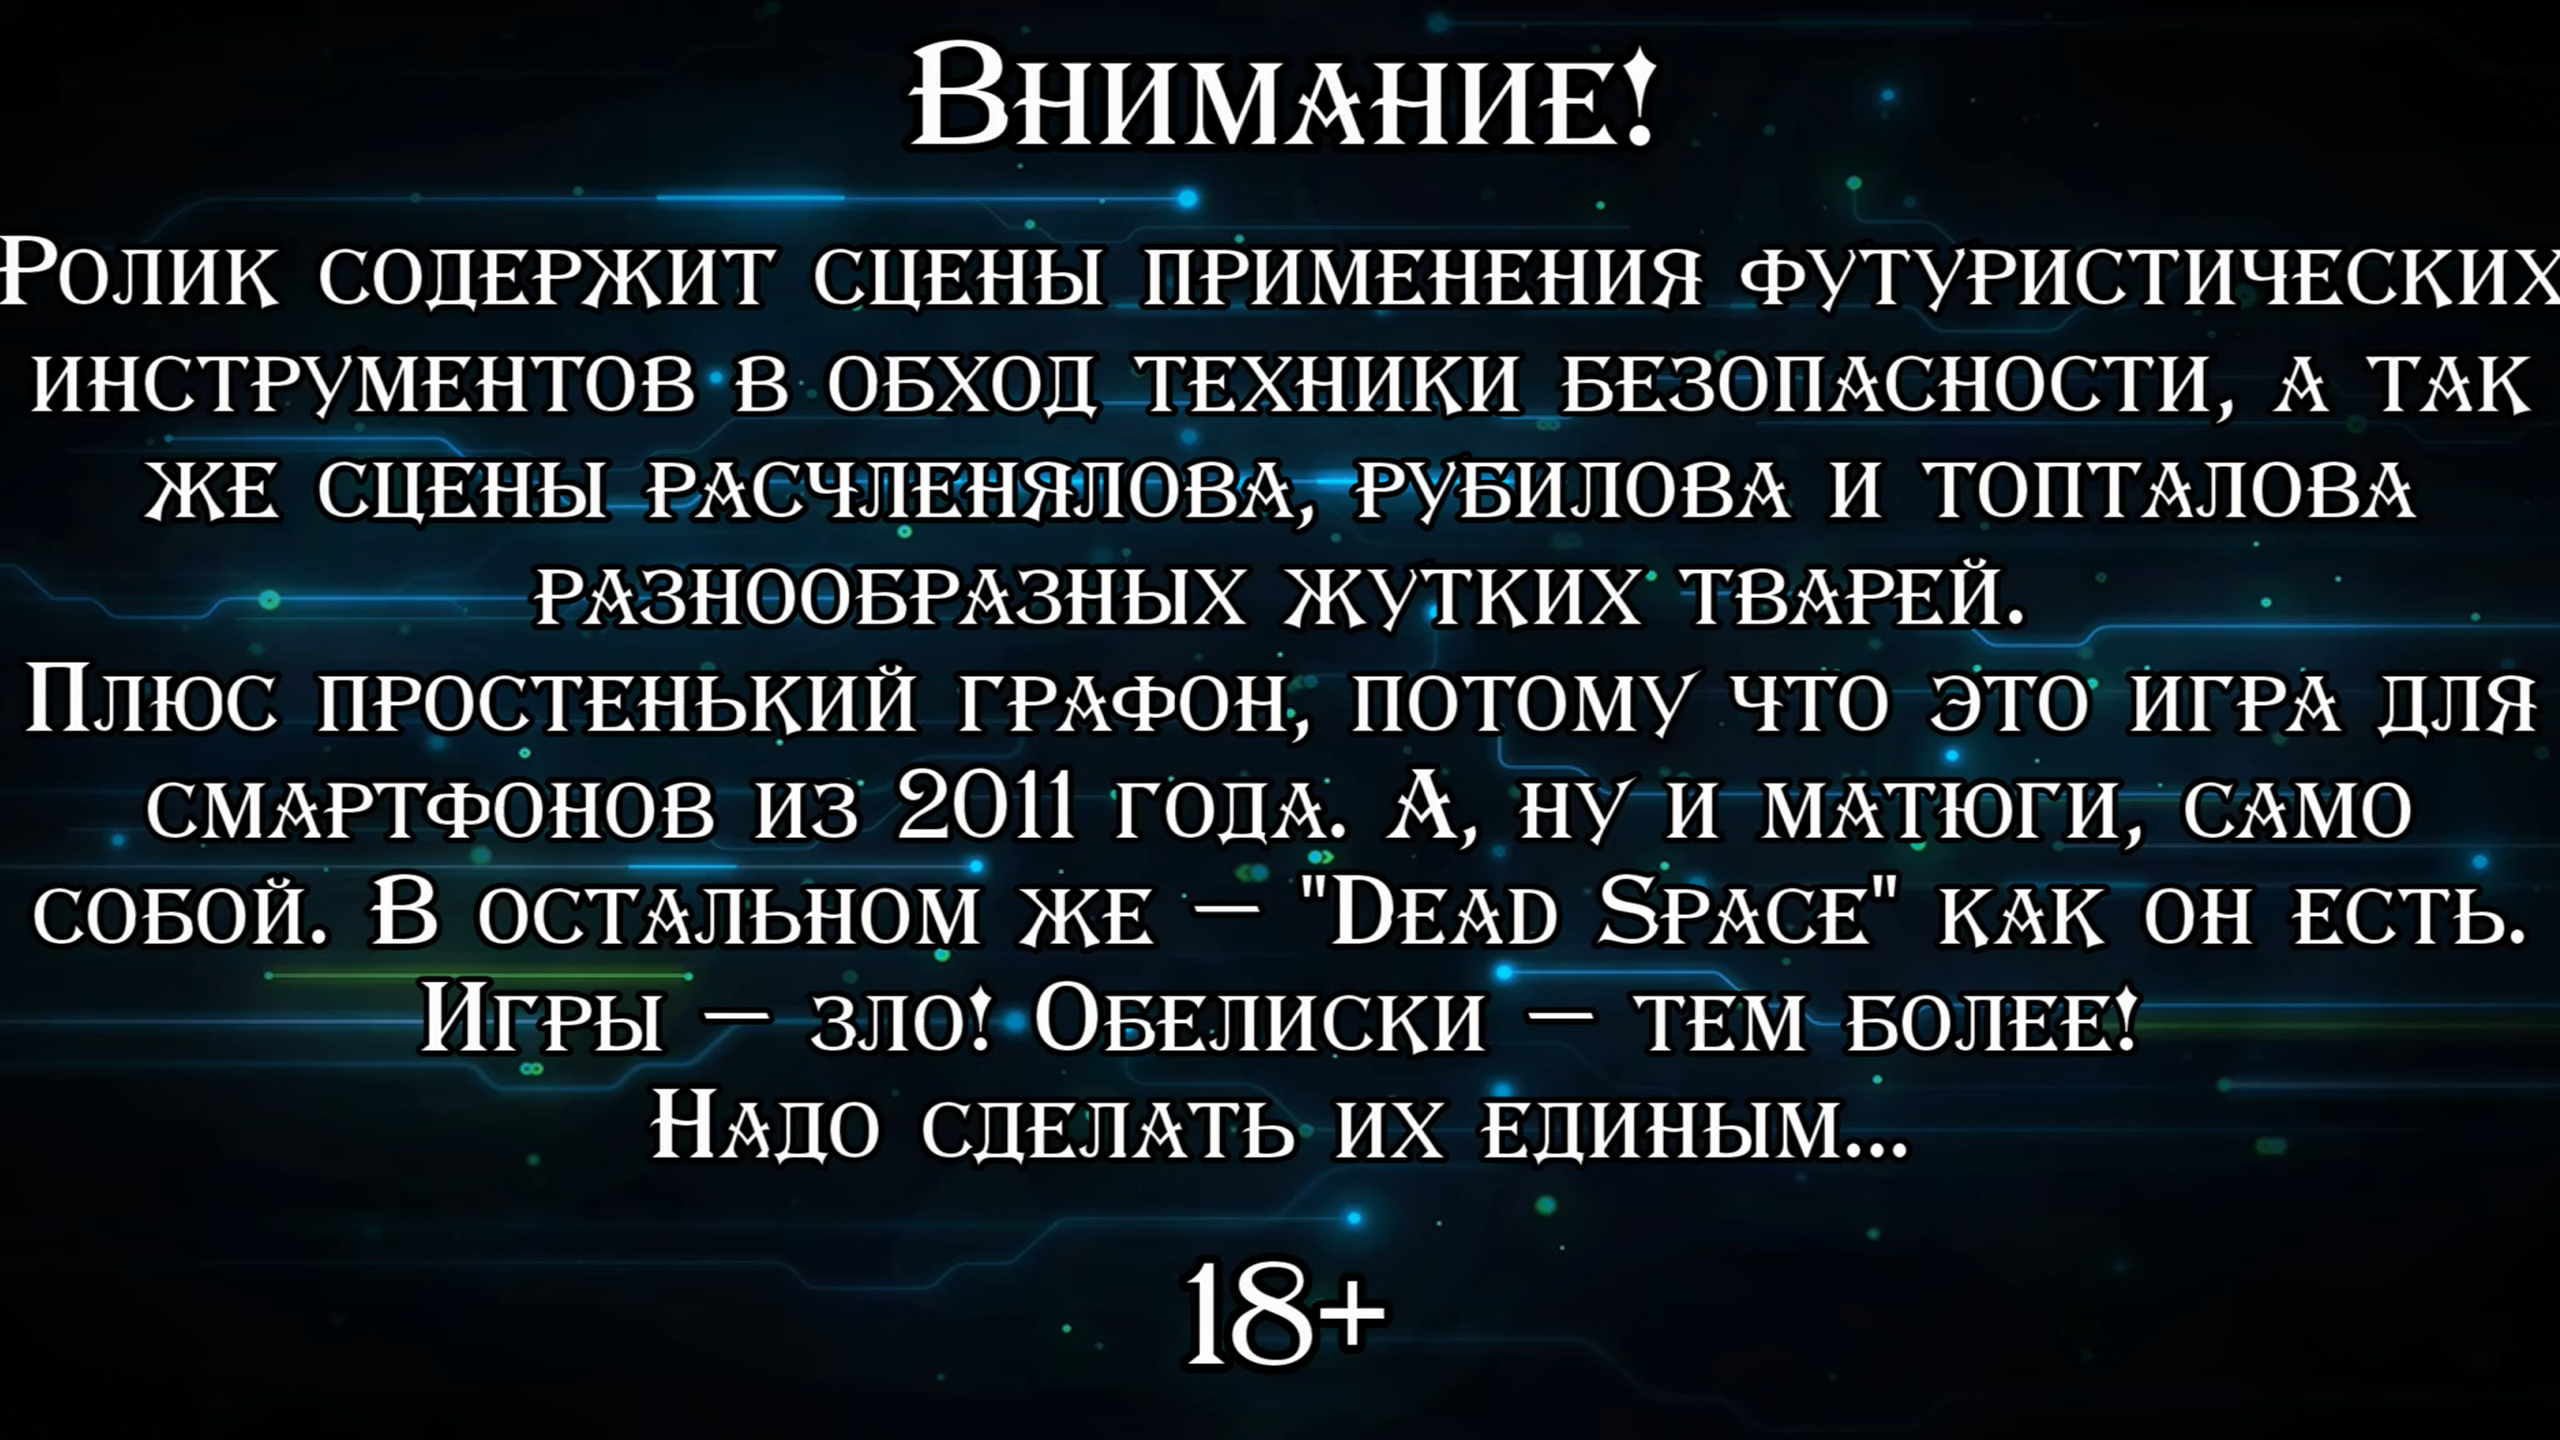 Внимание!
Ролик содержит сцены применения футуристических
инструментов в обход техники безопасности, а так
же сцены расчленялова, рубилова и топталова
разнообразных жутких тварей.
Плюс простенький графон, потому что это игра для
смартфонов из 2011 года. А, ну и матюги, само
собой. В остальном же — "Dead Space" как он есть.
Игры — зло! Обелиски — тем более!
Надо сделать их единым...
18+